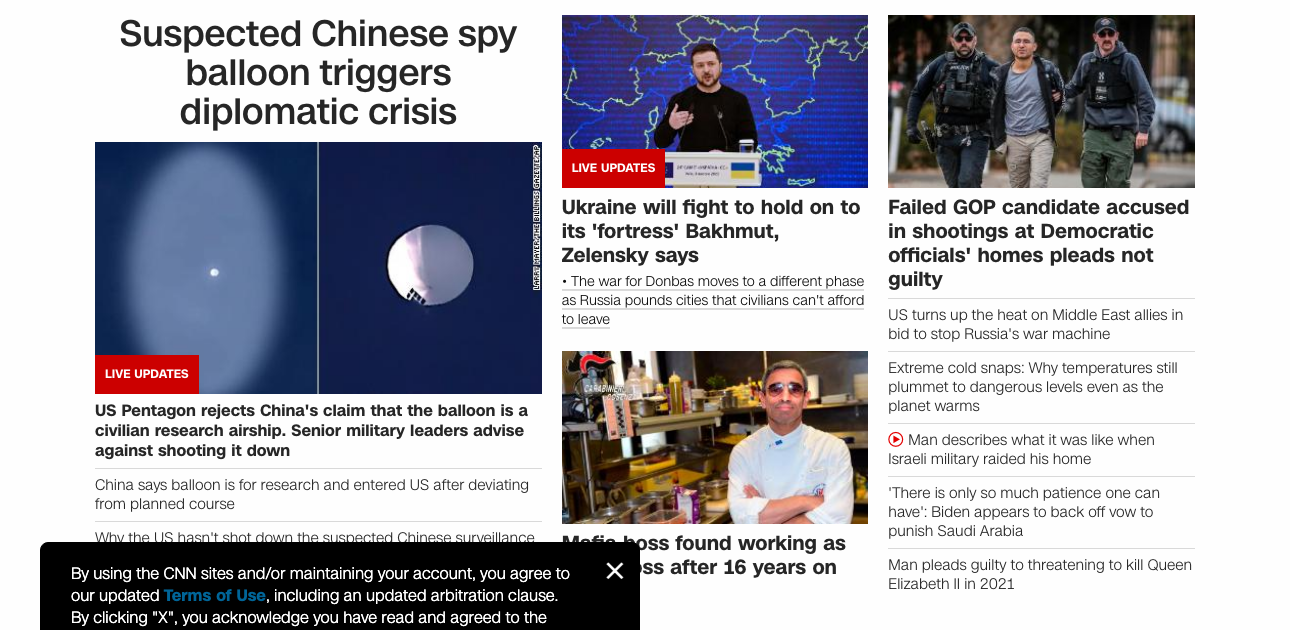 Suspected Chinese spy
balloon triggers
diplomatic crisis
LARRY MAYER/THE BILLINGS GAZETTE/AP
LIVE UPDATES
US Pentagon rejects China's claim that the balloon is a
civilian research airship. Senior military leaders advise
against shooting it down
China says balloon is for research and entered US after deviating
from planned course
Why the US hasn't shot down the suspected Chinese surveillance
LIVE UPDATES
Ukraine will fight to hold on to
its 'fortress' Bakhmut,
Zelensky says
• The war for Donbas moves to a different phase
as Russia pounds cities that civilians can't afford
to leave
CARABINIERI
Mafia boss found working as
oss after 16 years on
Failed GOP candidate accused
in shootings at Democratic
officials' homes pleads not
guilty
US turns up the heat on Middle East allies in
bid to stop Russia's war machine
Extreme cold snaps: Why temperatures still
plummet to dangerous levels even as the
planet warms
Man describes what it was like when
Israeli military raided his home
'There is only so much patience one can
have': Biden appears to back off vow to
punish Saudi Arabia
Man pleads guilty to threatening to kill Queen
Elizabeth II in 2021
By using the CNN sites and/or maintaining your account, you agree to
our updated Terms of Use, including an updated arbitration clause.
By clicking "X", you acknowledge you have read and agreed to the